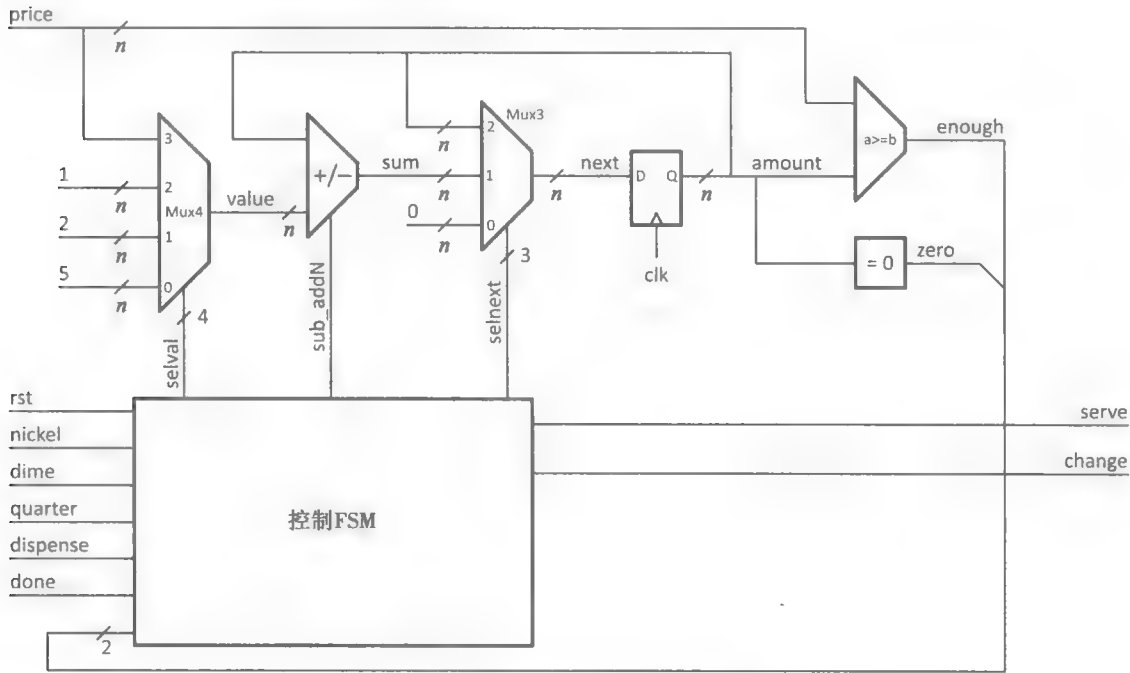 price
n
Mux3
2
n
3
a>=b
enough
1
n
2
Mux4
value
n
+/−
sum
n
1
next
n
D Q
n
amount
2
n
1
0
n
0
3
clk
= 0
zero
5
n
0
4
selval
sub_addN
selnext
rst
nickel
dime
quarter
dispense
done
2
控制FSM
serve
change